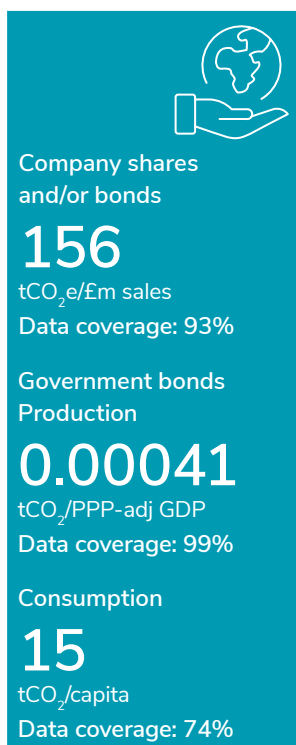 Company shares
and/or bonds
156
tCO₂e/£m sales
Data coverage: 93%
Government bonds
Production
0.00041
tCO₂/PPP-adj GDP
Data coverage: 99%
Consumption
15
tCO₂/capita
Data coverage: 74%